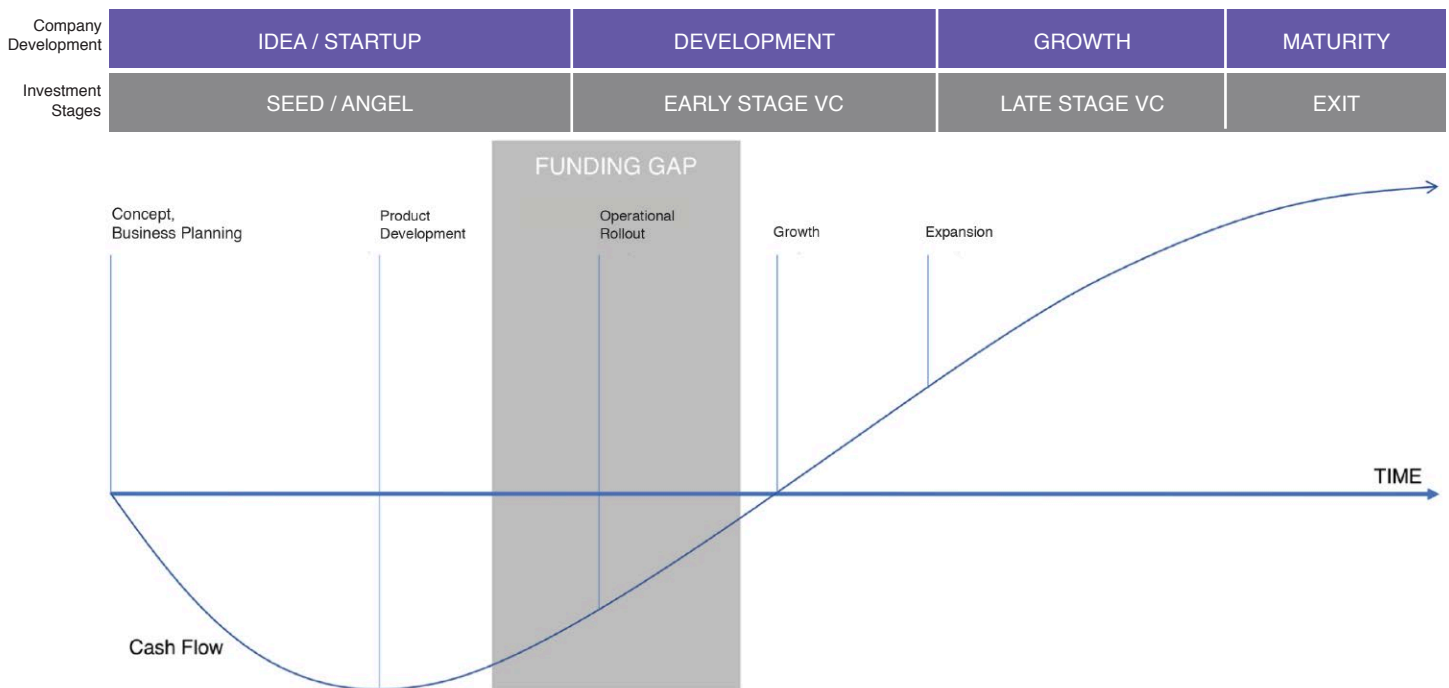 Company
Development
IDEA / STARTUP
DEVELOPMENT
GROWTH
MATURITY
Investment
Stages
SEED / ANGEL
EARLY STAGE VC
LATE STAGE VC
EXIT
FUNDING GAP
Concept,
Business Planning
Product
Development
Operational
Rollout
Growth
Expansion
TIME
Cash Flow